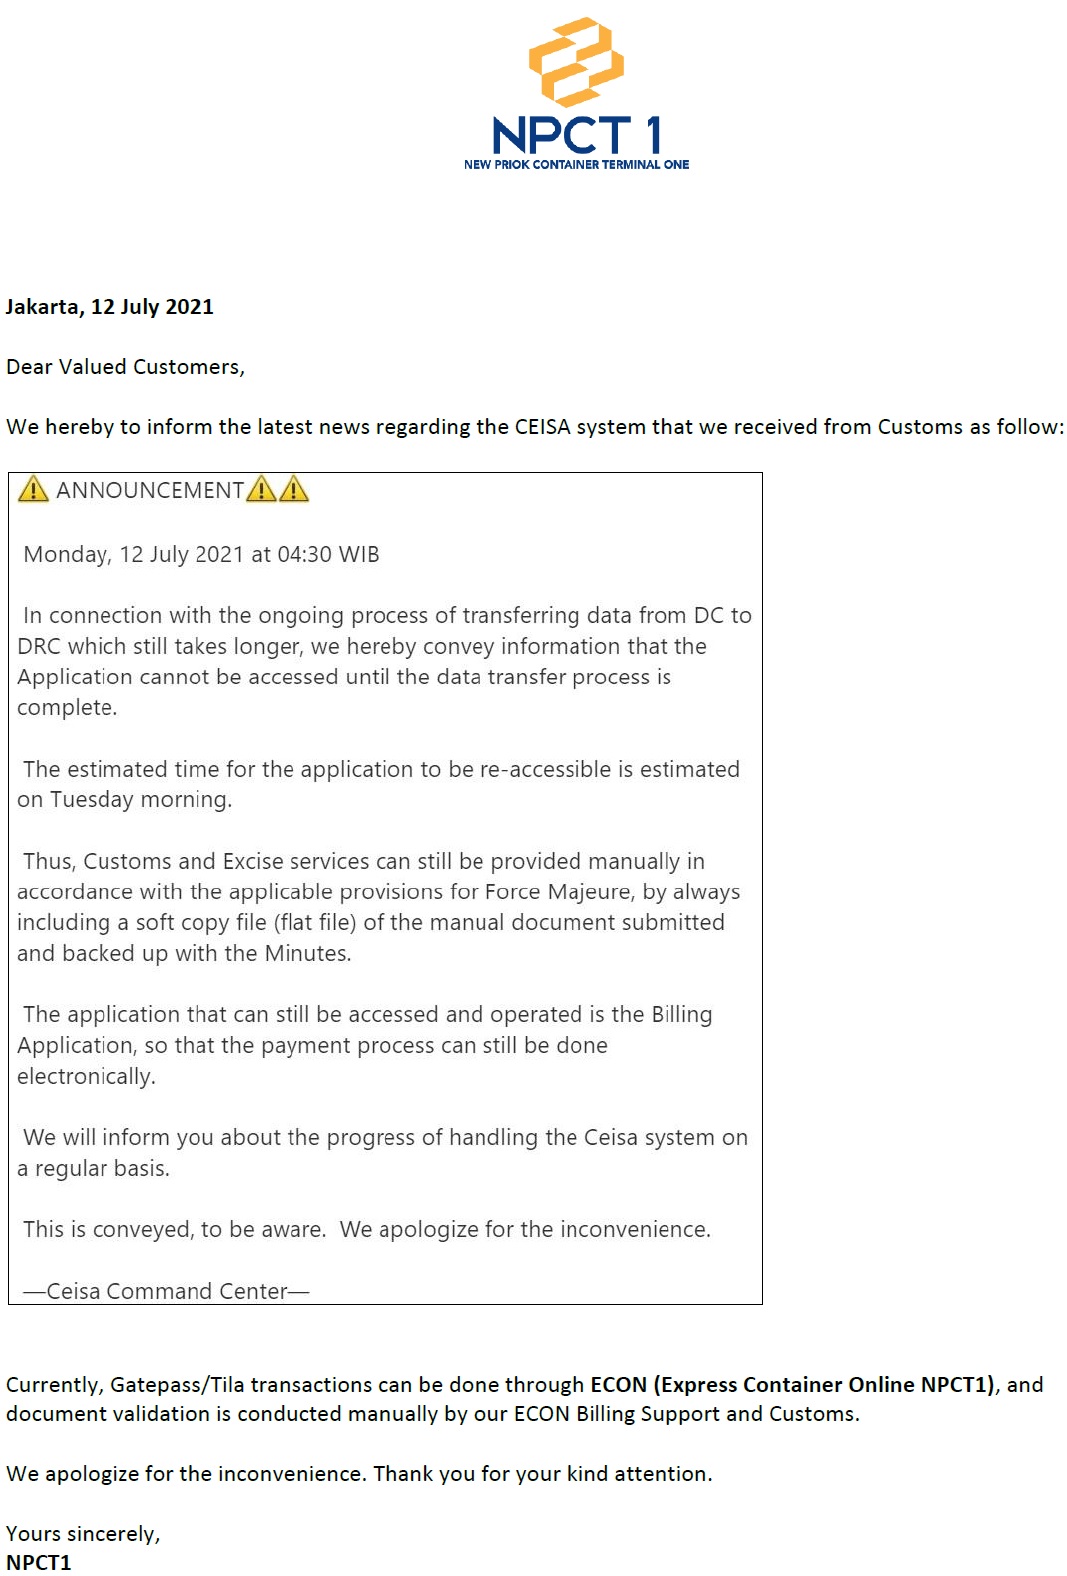 NPCT 1
NEW PRIOK CONTAINER TERMINAL ONE
Jakarta, 12 July 2021
Dear Valued Customers,
We hereby to inform the latest news regarding the CEISA system that we received from Customs as follow:
⚠ ANNOUNCEMENT⚠⚠
Monday, 12 July 2021 at 04:30 WIB
In connection with the ongoing process of transferring data from DC to
DRC which still takes longer, we hereby convey information that the
Application cannot be accessed until the data transfer process is
complete.
The estimated time for the application to be re-accessible is estimated
on Tuesday morning.
Thus, Customs and Excise services can still be provided manually in
accordance with the applicable provisions for Force Majeure, by always
including a soft copy file (flat file) of the manual document submitted
and backed up with the Minutes.
The application that can still be accessed and operated is the Billing
Application, so that the payment process can still be done
electronically.
We will inform you about the progress of handling the Ceisa system on
a regular basis.
This is conveyed, to be aware.  We apologize for the inconvenience.
—Ceisa Command Center—
Currently, Gatepass/Tila transactions can be done through ECON (Express Container Online NPCT1), and
document validation is conducted manually by our ECON Billing Support and Customs.
We apologize for the inconvenience. Thank you for your kind attention.
Yours sincerely,
NPCT1